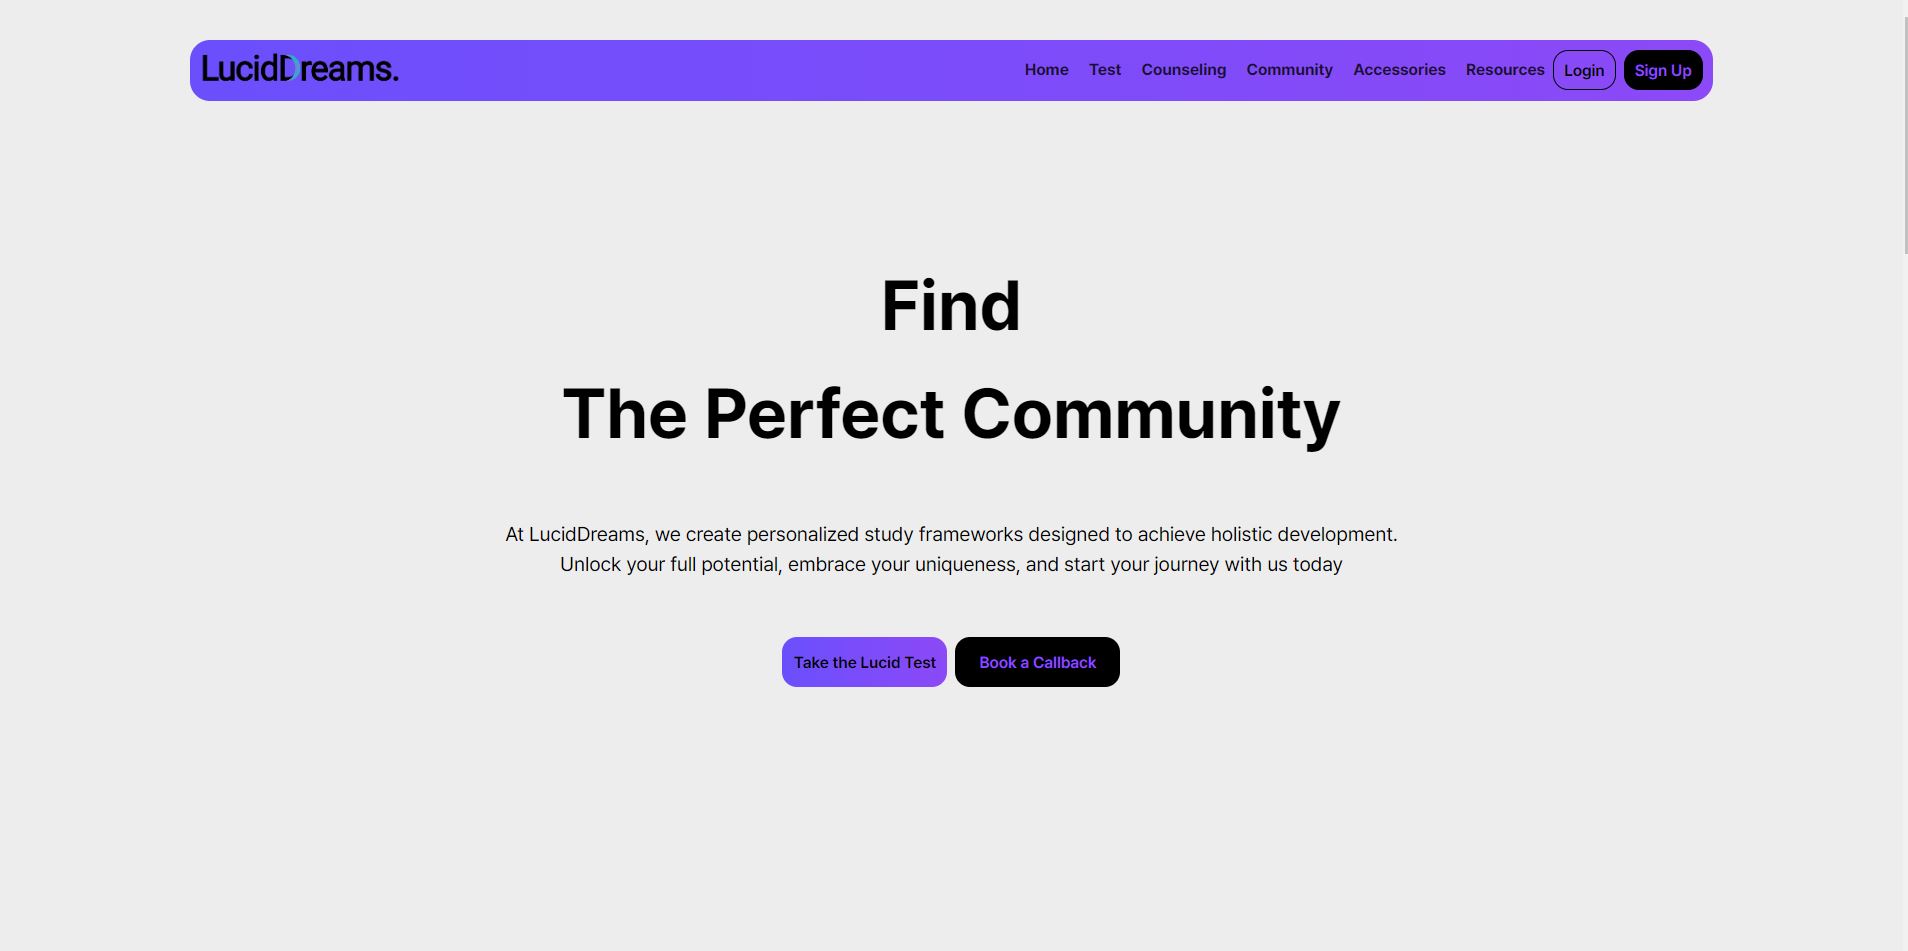 LucidDreams.
Home Test Counseling Community Accessories Resources Login Sign Up
Find
The Perfect Community
At LucidDreams, we create personalized study frameworks designed to achieve holistic development.
Unlock your full potential, embrace your uniqueness, and start your journey with us today
Take the Lucid Test Book a Callback